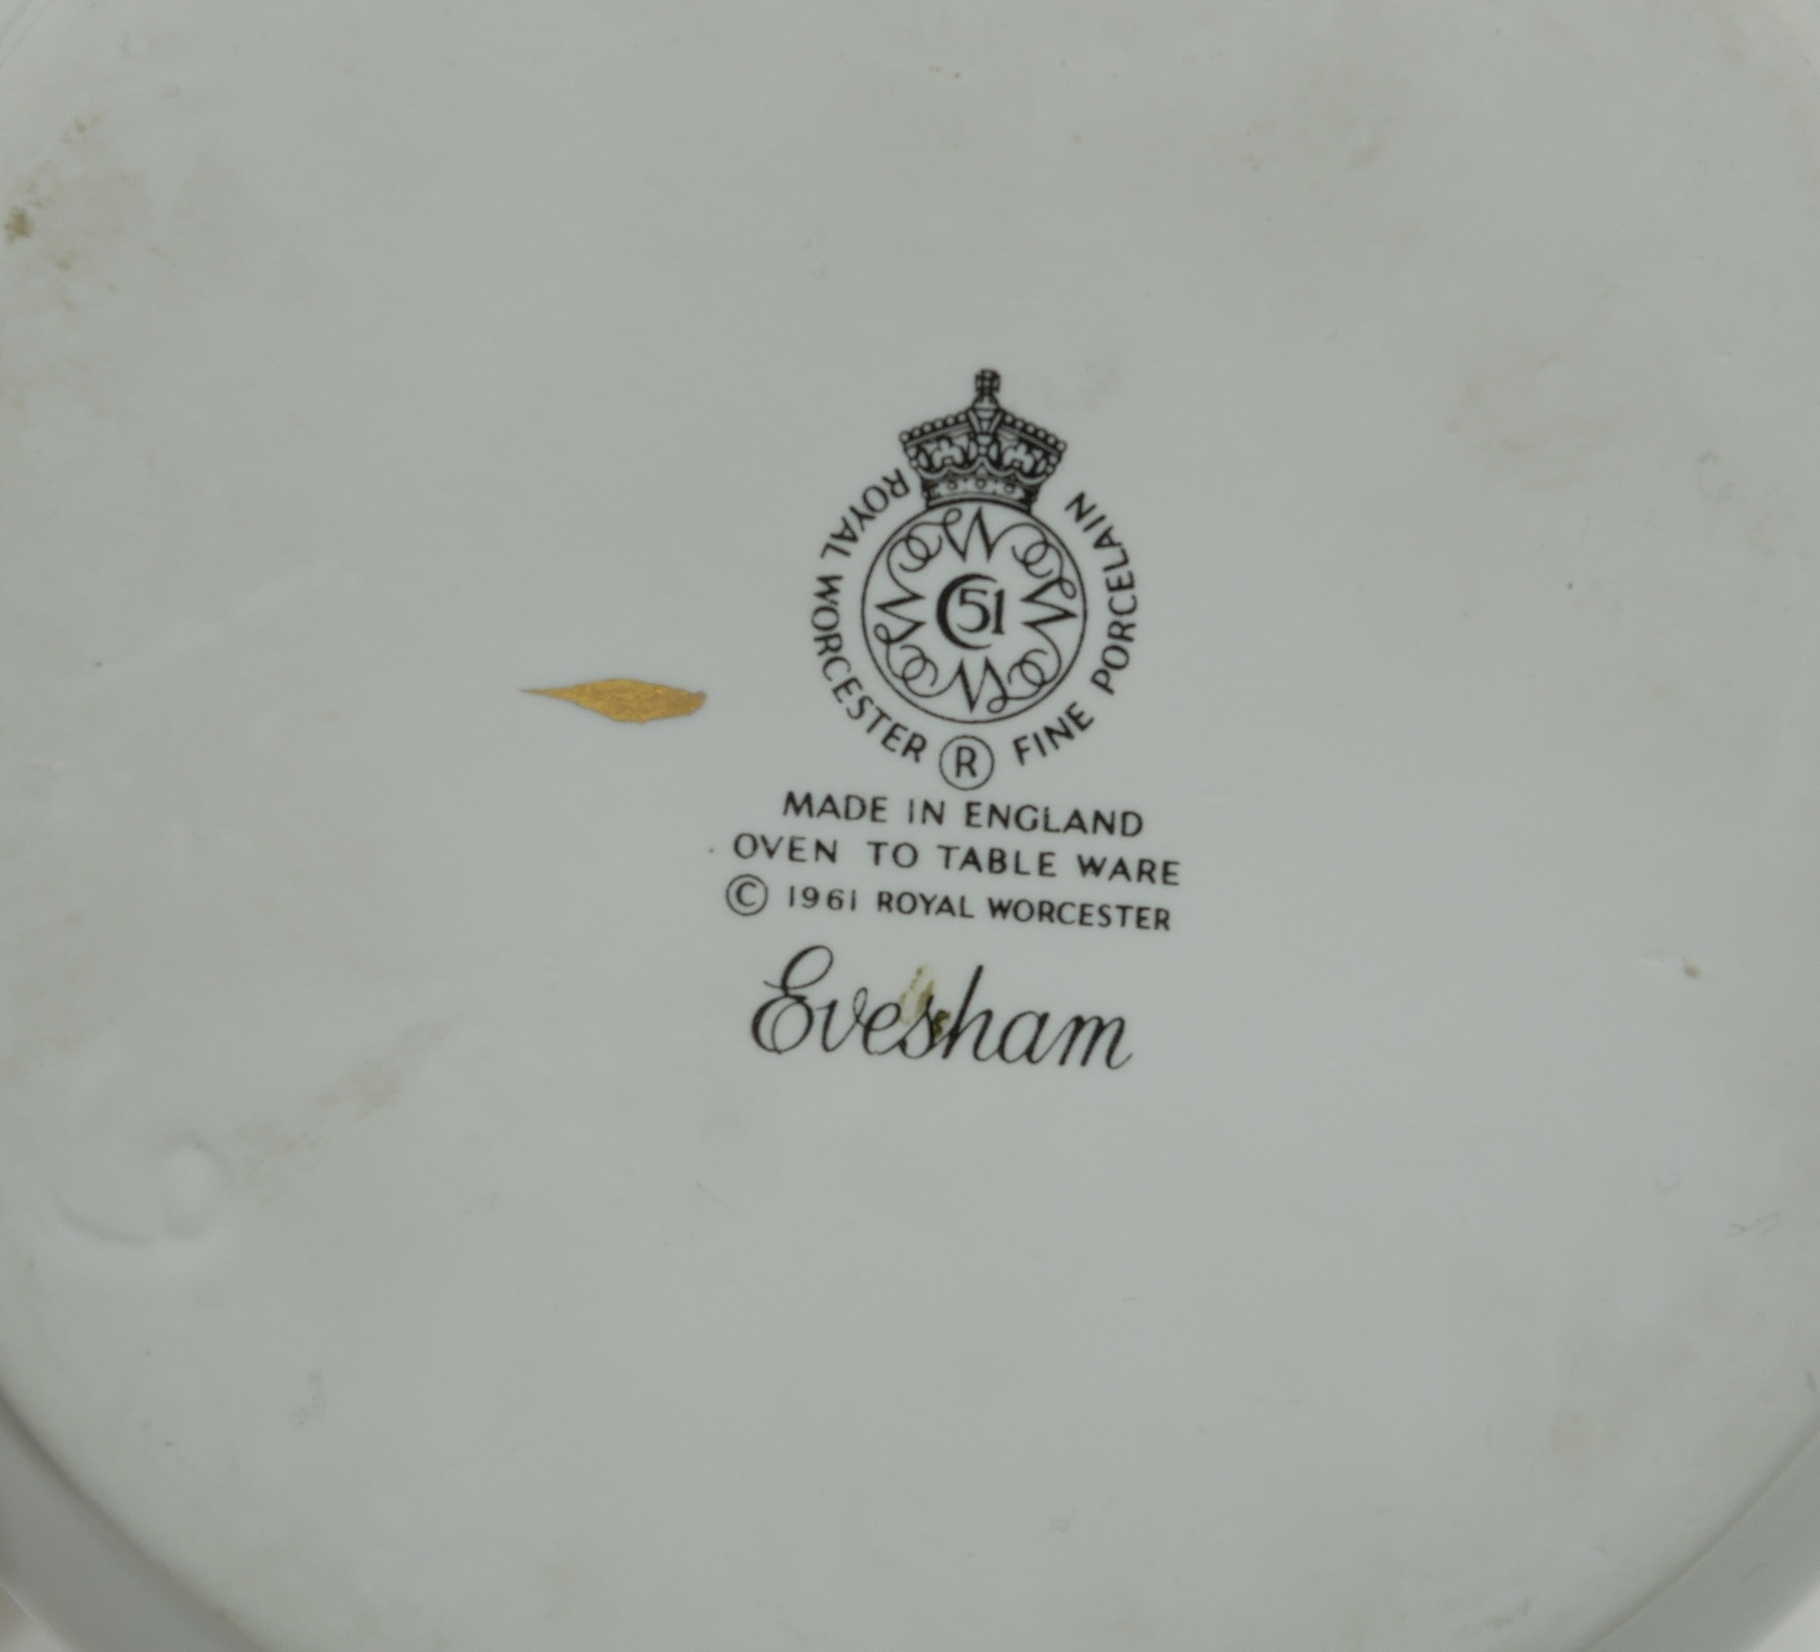 ROYAL WORCESTER ® FINE PORCELAIN
51
MADE IN ENGLAND
OVEN TO TABLE WARE
© 1961 ROYAL WORCESTER
Evesham